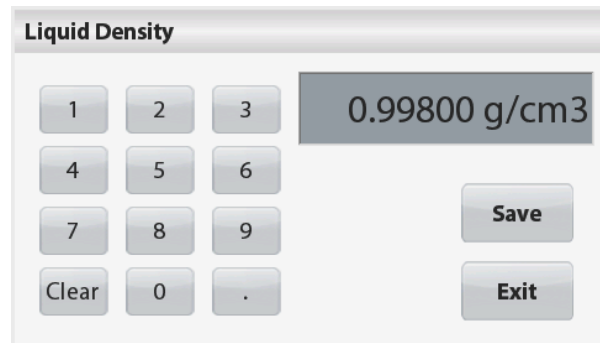 Liquid Density
0.99800 g/cm3
1 2 3
4 5 6
7 8 9
Clear 0 .
Save
Exit